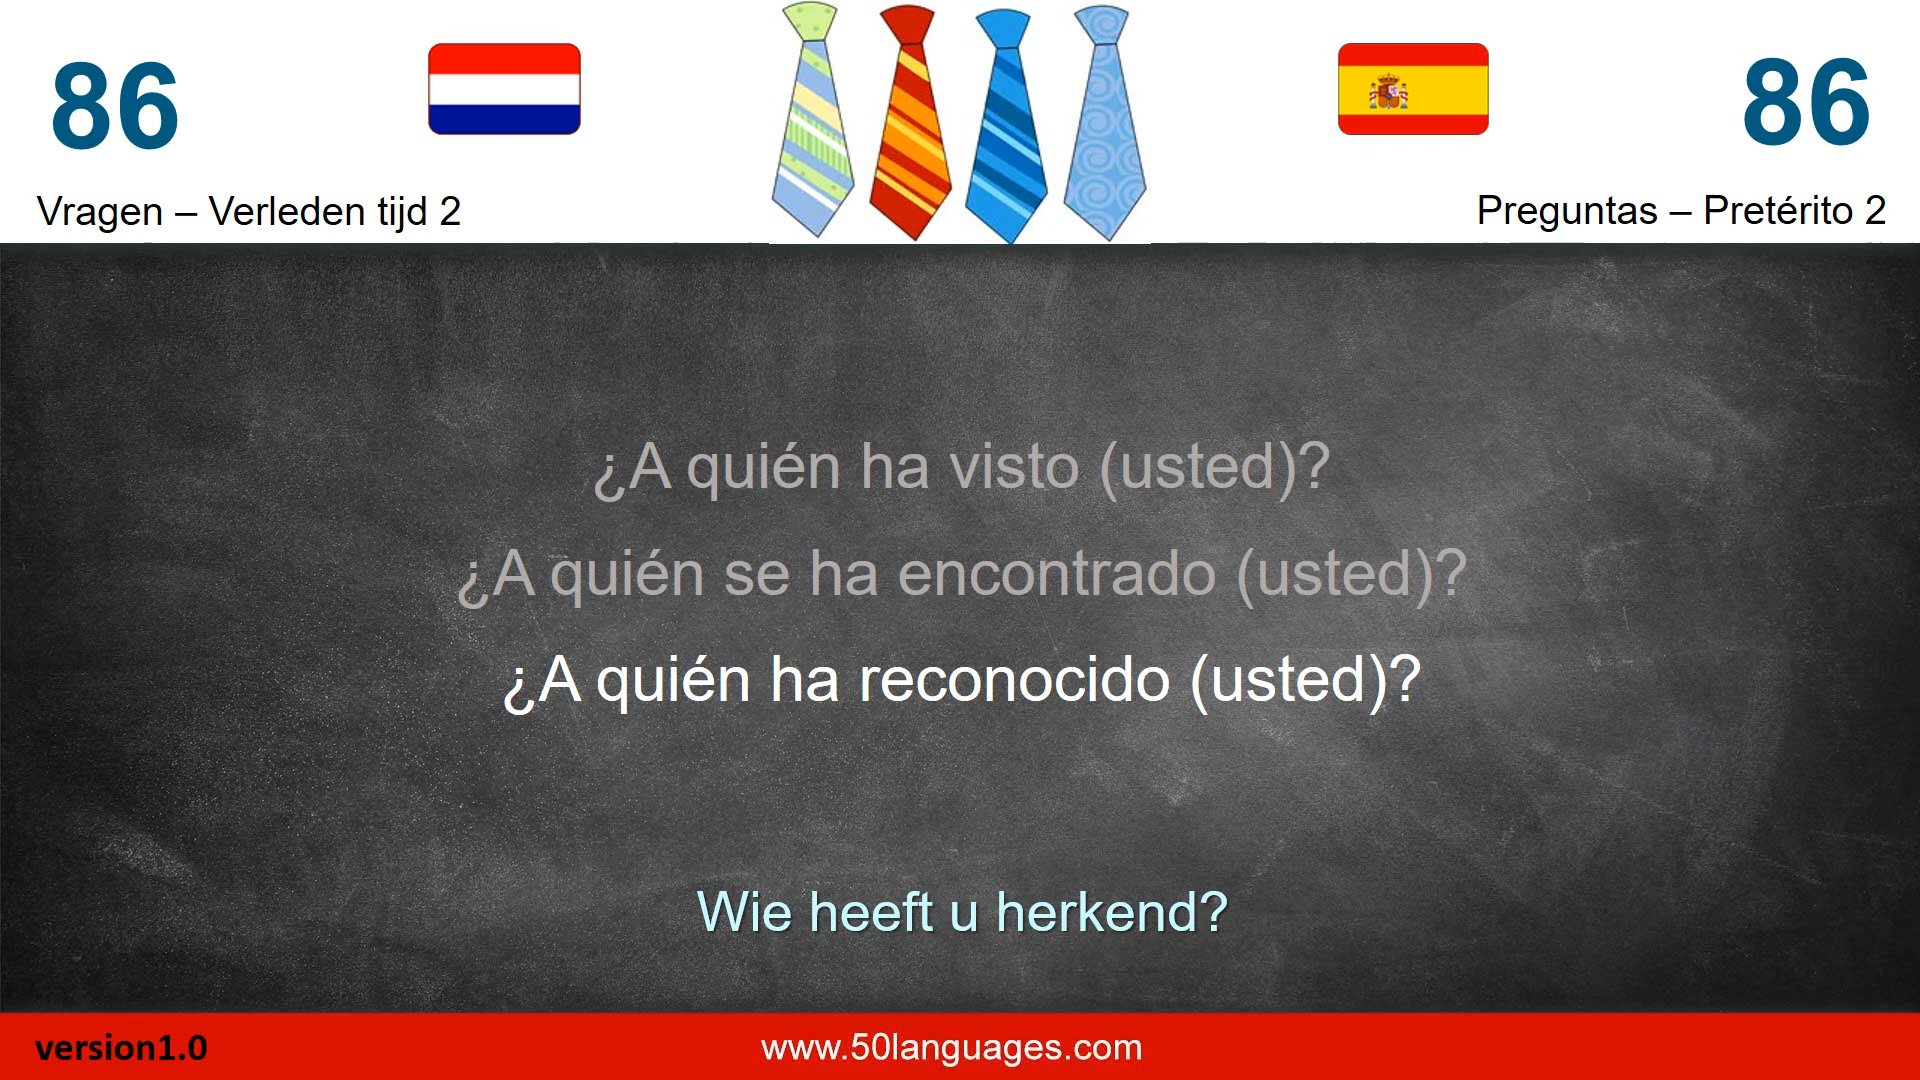 86
86
Vragen – Verleden tijd 2
Preguntas – Pretérito 2
¿A quién ha visto (usted)?
¿A quién se ha encontrado (usted)?
¿A quién ha reconocido (usted)?
Wie heeft u herkend?
version1.0
www.50languages.com